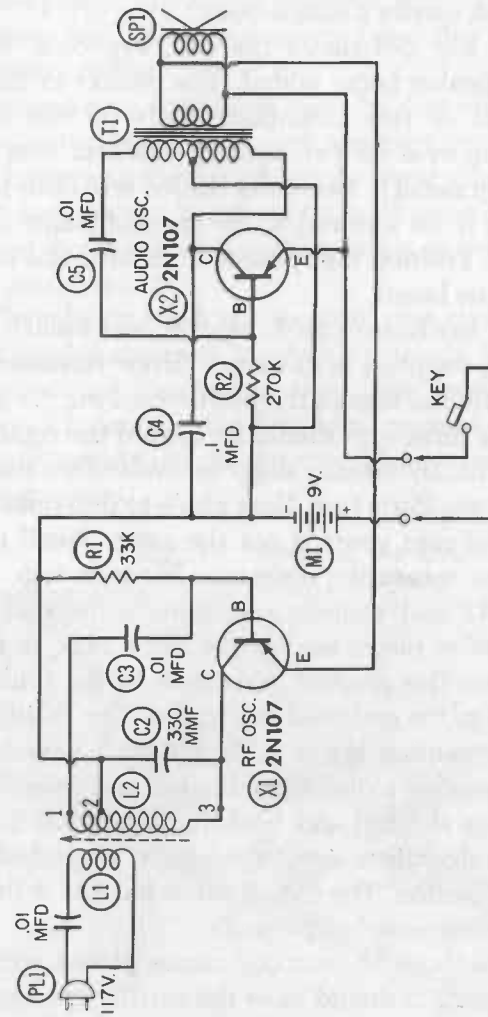 PL1
117V.
.01
MFD
L1
L2
1
2
3
C2
330
MMF
C3
.01
MFD
R1
33K
C
B
E
RF OSC.
X1 2N107
M1
-
9V
+
C4
MFD
R2
270K
KEY
C5
.01
MFD
AUDIO OSC.
X2 2N107
C
B
E
T1
SP1